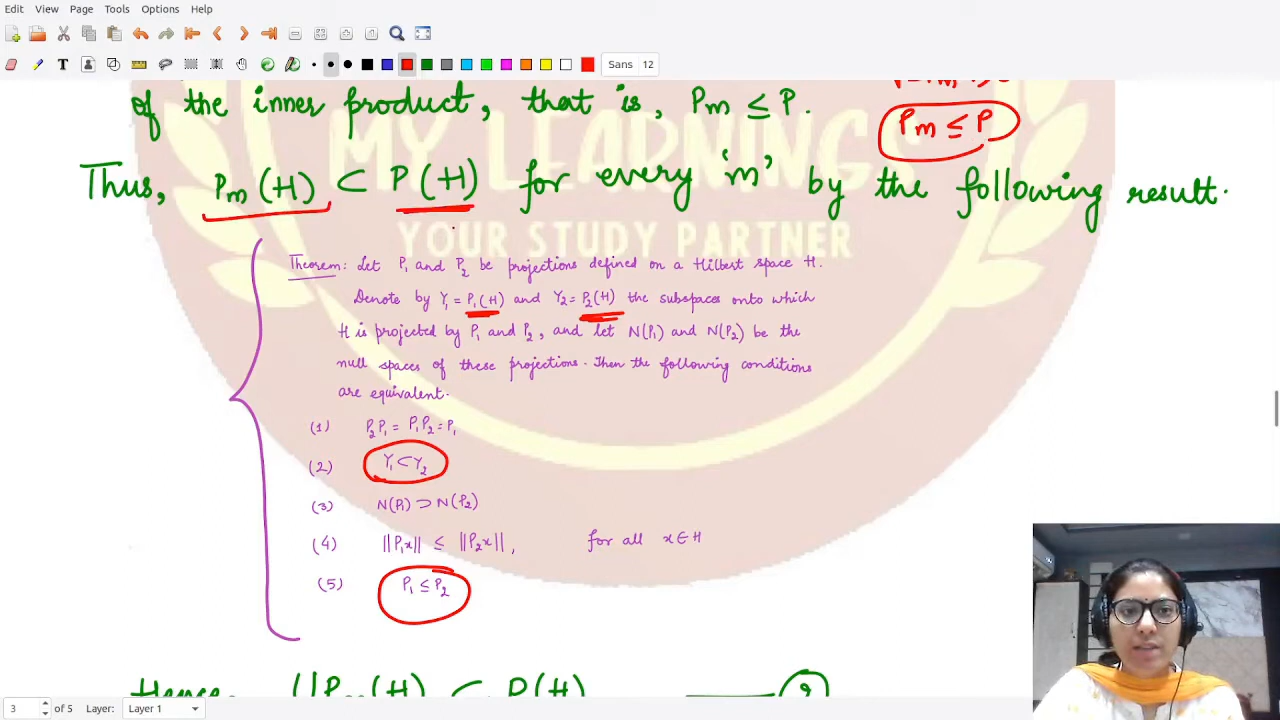 Edit View Page Tools Options Help
Sans 12
of the inner product, that is, Pm ≤ P.
Pm ≤ P
Thus, Pm(H) ⊂ P(H) for every 'm' by the following result.
MY LEARNINGS
YOUR STUDY PARTNER
Theorem: Let P1 and P2 be projections defined on a Hilbert space H.
Denote by Y1 = P1(H) and Y2 = P2(H) the subspaces onto which
H is projected by P1 and P2, and let N(P1) and N(P2) be the
null spaces of these projections. Then the following conditions
are equivalent.
(1) P2P1 = P1P2 = P1
(2) Y1 ⊂ Y2
(3) N(P1) ⊃ N(P2)
(4) ||P1x|| ≤ ||P2x||, for all x ∈ H
(5) P1 ≤ P2
Hence, (H) ⊂ P(H)
3 of 5 Layer: Layer 1